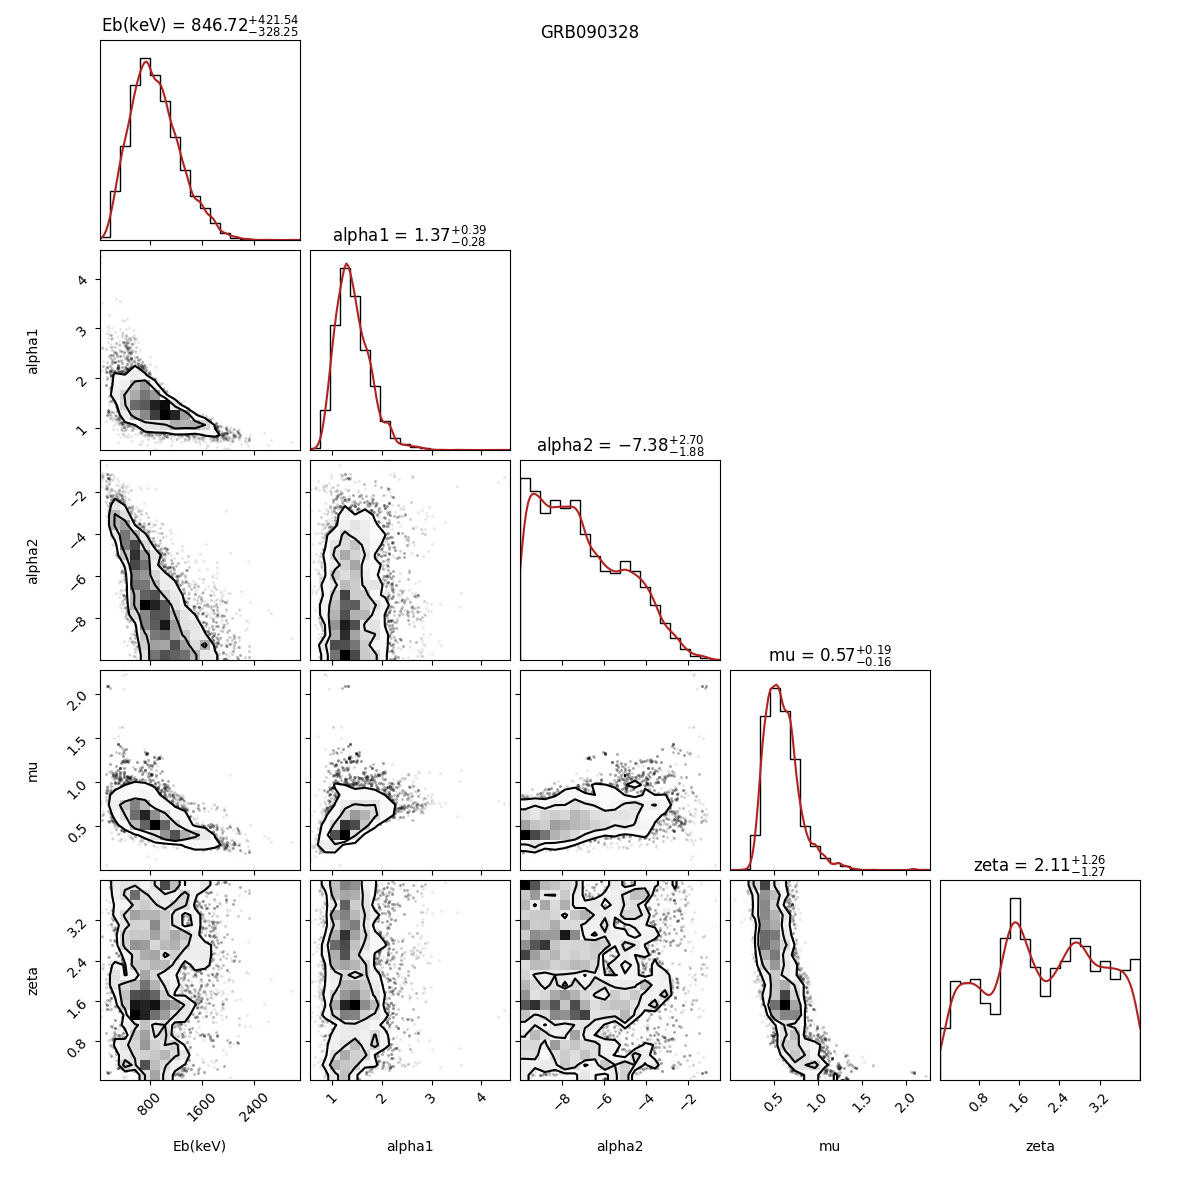 GRB090328
Eb(keV) = 846.72+421.54−328.25
alpha1 = 1.37+0.39−0.28
4
3
2
1
alpha1
alpha2 = −7.38+2.70−1.88
−2
−4
−6
−8
alpha2
mu = 0.57+0.19−0.16
2.0
1.5
1.0
0.5
mu
zeta = 2.11+1.26−1.27
3.2
2.4
1.6
0.8
zeta
800 1600 2400 1 2 3 4 −8 −6 −4 −2 0.5 1.0 1.5 2.0 0.8 1.6 2.4 3.2
Eb(keV) alpha1 alpha2 mu zeta